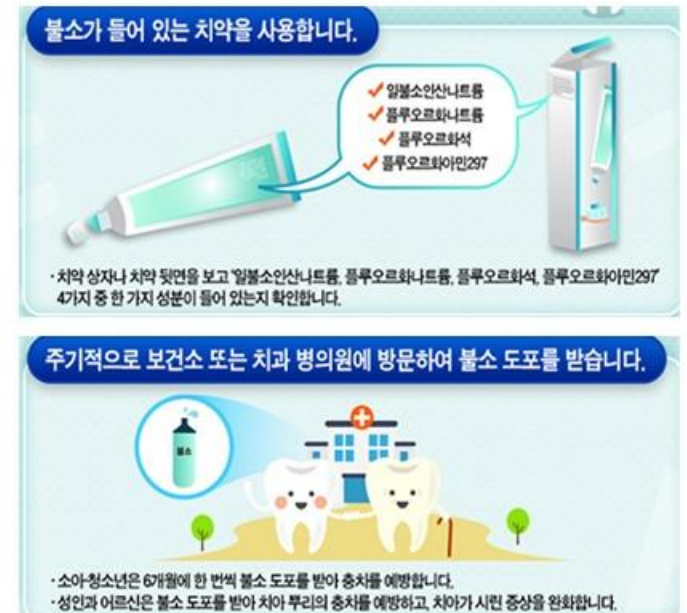 불소가 들어 있는 치약을 사용합니다.
✓일불소인산나트륨
✓플루오르화나트륨
✓플루오르화석
✓플루오르화아민297
· 치약 상자나 치약 뒷면을 보고 '일불소인산나트륨, 플루오르화나트륨, 플루오르화석, 플루오르화아민297'
4가지 중 한 가지 성분이 들어 있는지 확인합니다.
주기적으로 보건소 또는 치과 병의원에 방문하여 불소 도포를 받습니다.
불소
· 소아·청소년은 6개월에 한 번씩 불소 도포를 받아 충치를 예방합니다.
· 성인과 어르신은 불소 도포를 받아 치아 뿌리의 충치를 예방하고, 치아가 시린 증상을 완화합니다.